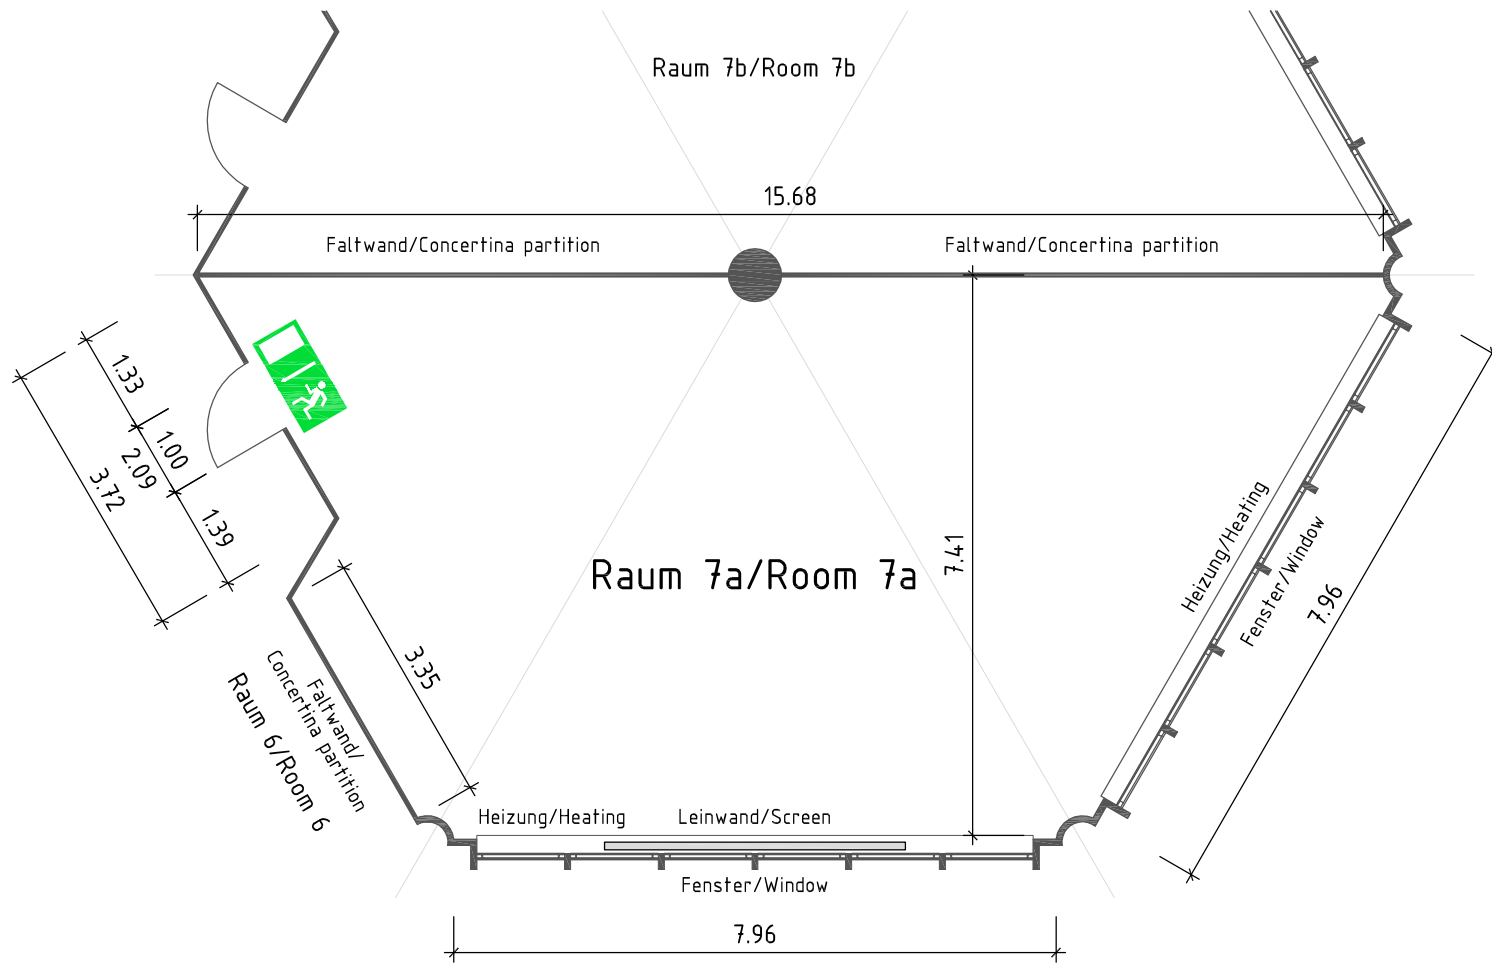 Raum 7b/Room 7b
15.68
Faltwand/Concertina partition
Faltwand/Concertina partition
1.33
1.00
2.09
3.72
1.39
7.41
Raum 7a/Room 7a
Heizung/Heating
Fenster/Window
7.96
3.35
Faltwand/
Concertina partition
Raum 6/Room 6
Heizung/Heating
Leinwand/Screen
Fenster/Window
7.96